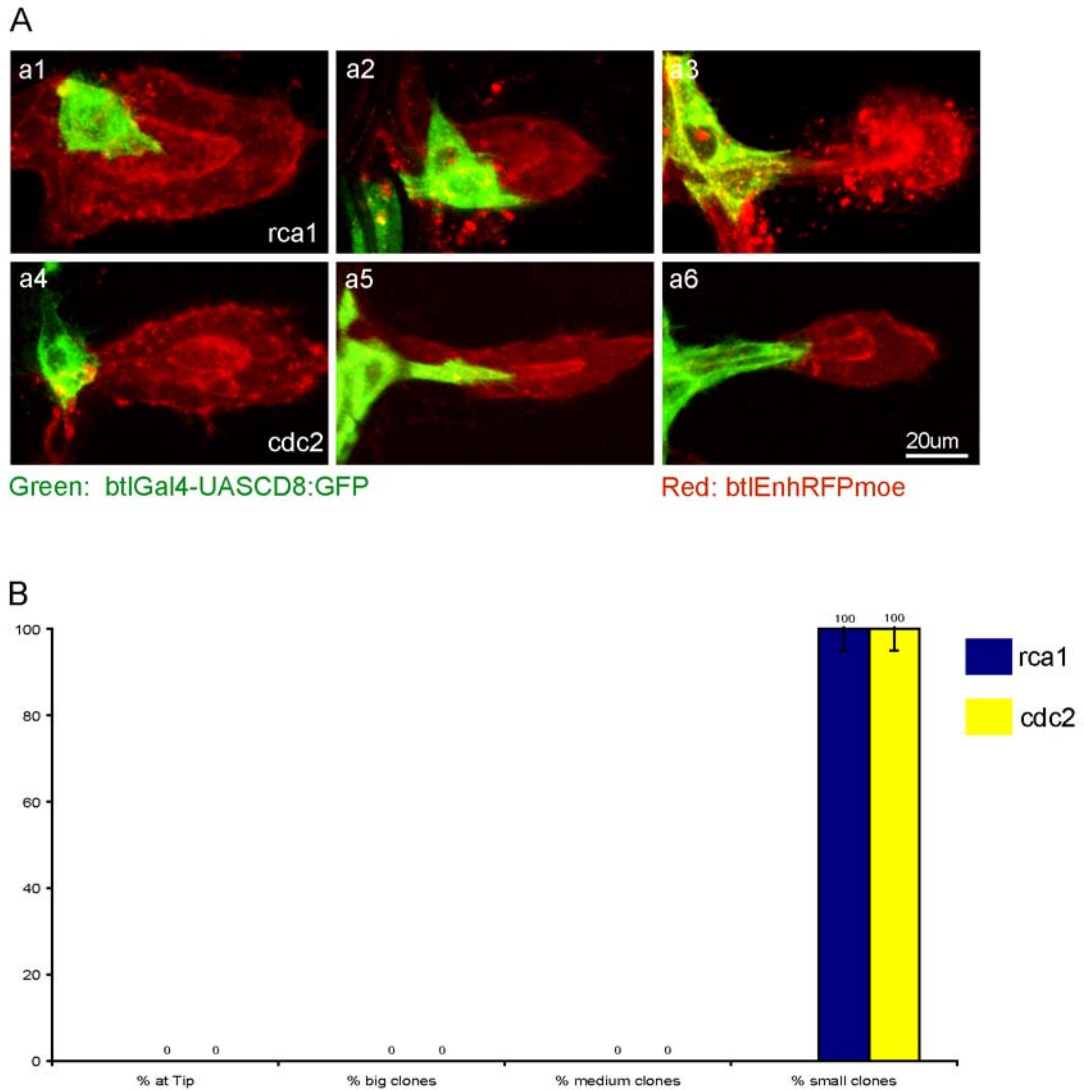 A
a1
a2
a3
rca1
a4
a5
a6
cdc2
20um
Green: btlGal4-UASCD8:GFP
Red: btlEnhRFPmoe
B
100
100
100
rca1
80
cdc2
60
40
20
0
0
0
0
0
0
0
% at Tip
% big clones
% medium clones
% small clones